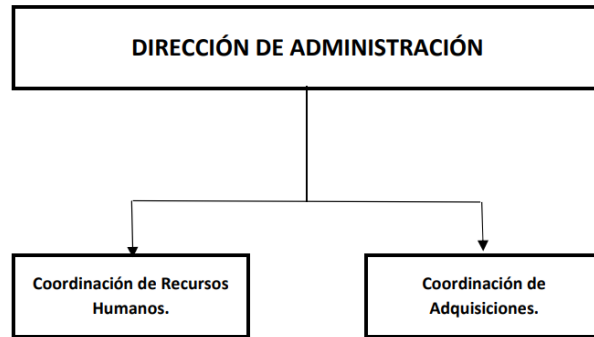 DIRECCIÓN DE ADMINISTRACIÓN
Coordinación de Recursos
Humanos.
Coordinación de
Adquisiciones.